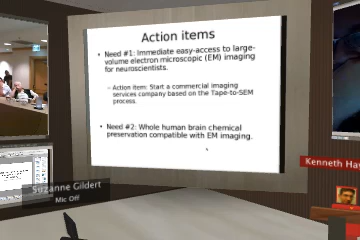 Action items
• Need #1: Immediate easy-access to large-
volume electron microscopic (EM) imaging
for neuroscientists.
– Action item: Start a commercial imaging
services company based on the Tape-to-SEM
process.
• Need #2: Whole human brain chemical
preservation compatible with EM imaging.
Kenneth Hay
Suzanne Gildert
Mic Off